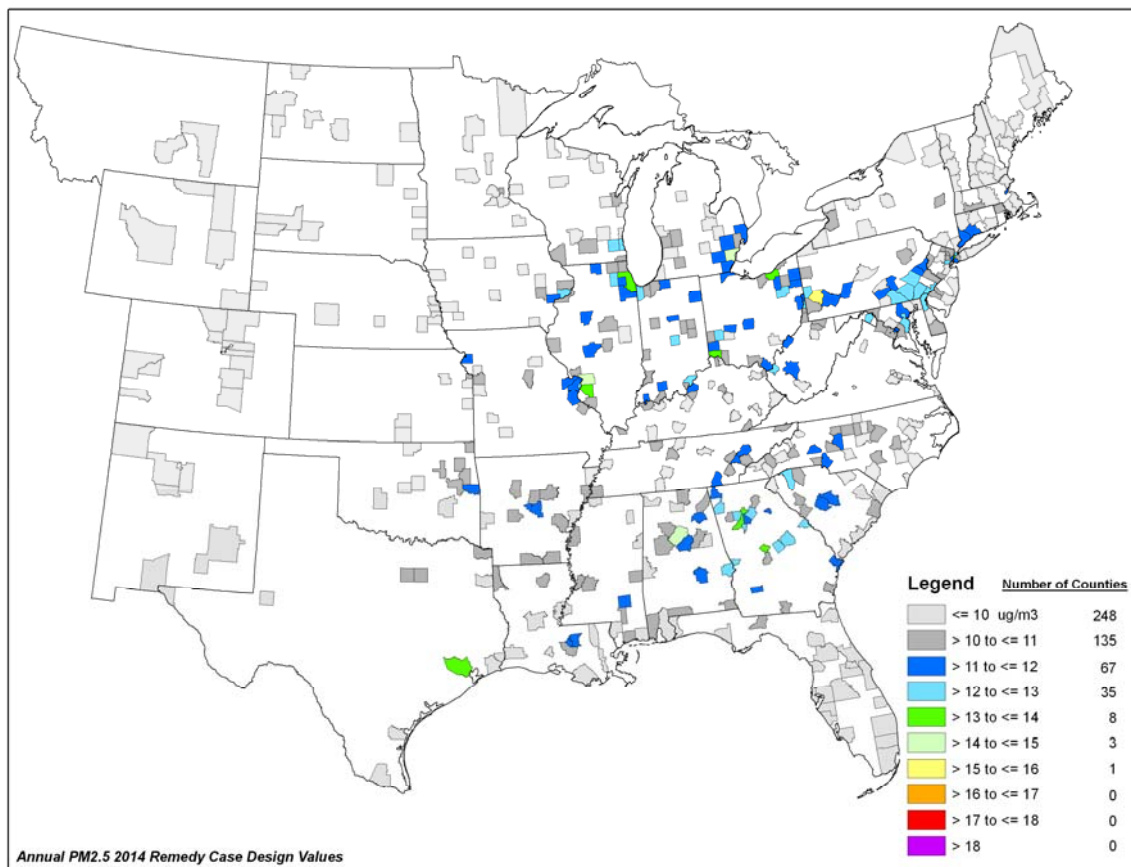 Legend Number of Counties
<= 10 ug/m3 248
> 10 to <= 11 135
> 11 to <= 12 67
> 12 to <= 13 35
> 13 to <= 14 8
> 14 to <= 15 3
> 15 to <= 16 1
> 16 to <= 17 0
> 17 to <= 18 0
> 18 0
Annual PM2.5 2014 Remedy Case Design Values